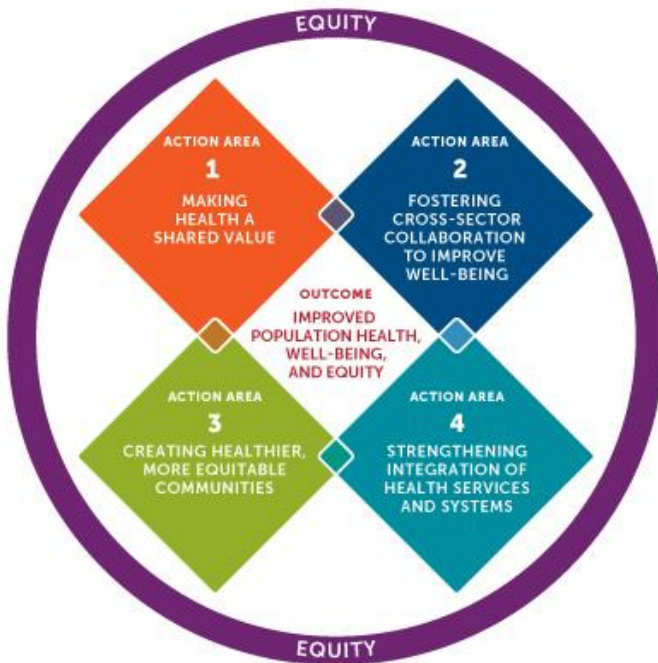 EQUITY
ACTION AREA
1
MAKING
HEALTH A
SHARED VALUE
ACTION AREA
2
FOSTERING
CROSS-SECTOR
COLLABORATION
TO IMPROVE
WELL-BEING
OUTCOME
IMPROVED
POPULATION HEALTH,
WELL-BEING,
AND EQUITY
ACTION AREA
3
CREATING HEALTHIER,
MORE EQUITABLE
COMMUNITIES
ACTION AREA
4
STRENGTHENING
INTEGRATION OF
HEALTH SERVICES
AND SYSTEMS
EQUITY